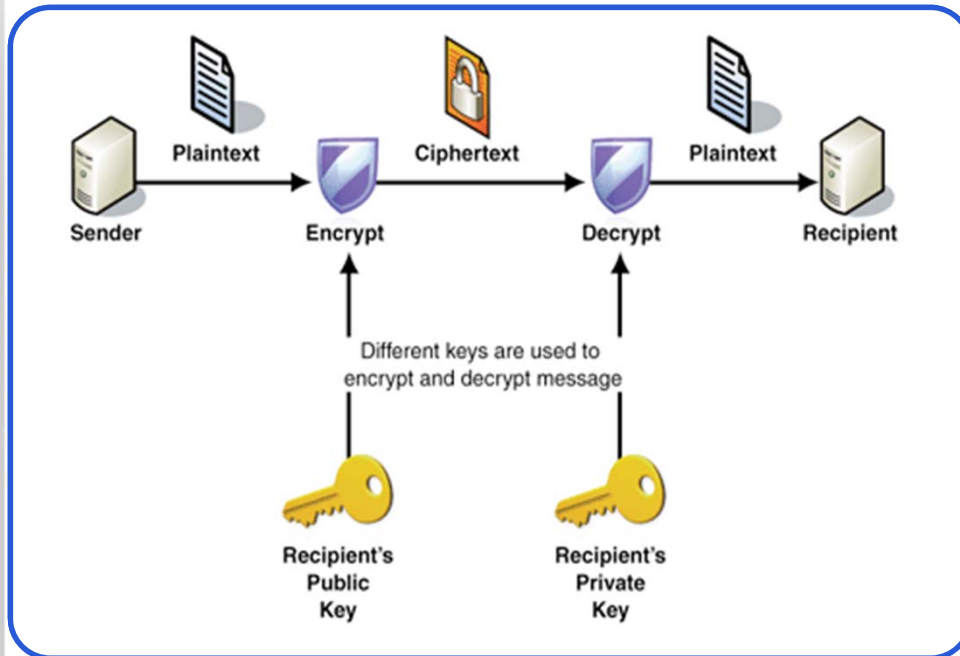 Plaintext
Ciphertext
Plaintext
Sender
Encrypt
Decrypt
Recipient
Different keys are used to
encrypt and decrypt message
Recipient's
Public
Key
Recipient's
Private
Key